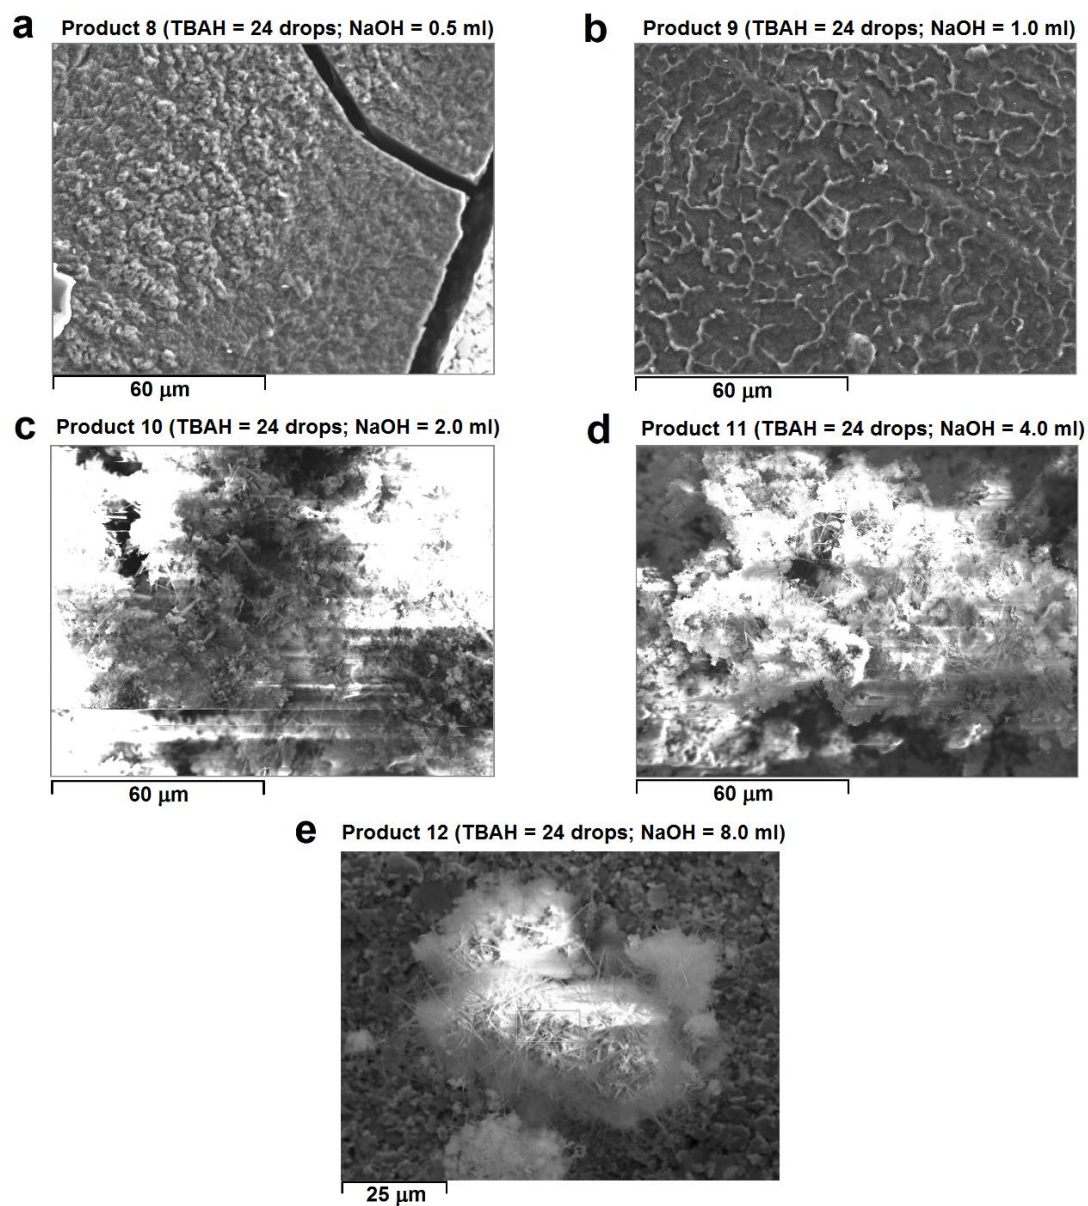 a Product 8 (TBAH = 24 drops; NaOH = 0.5 ml)
60 μm
b Product 9 (TBAH = 24 drops; NaOH = 1.0 ml)
60 μm
c Product 10 (TBAH = 24 drops; NaOH = 2.0 ml)
60 μm
d Product 11 (TBAH = 24 drops; NaOH = 4.0 ml)
60 μm
e Product 12 (TBAH = 24 drops; NaOH = 8.0 ml)
25 μm